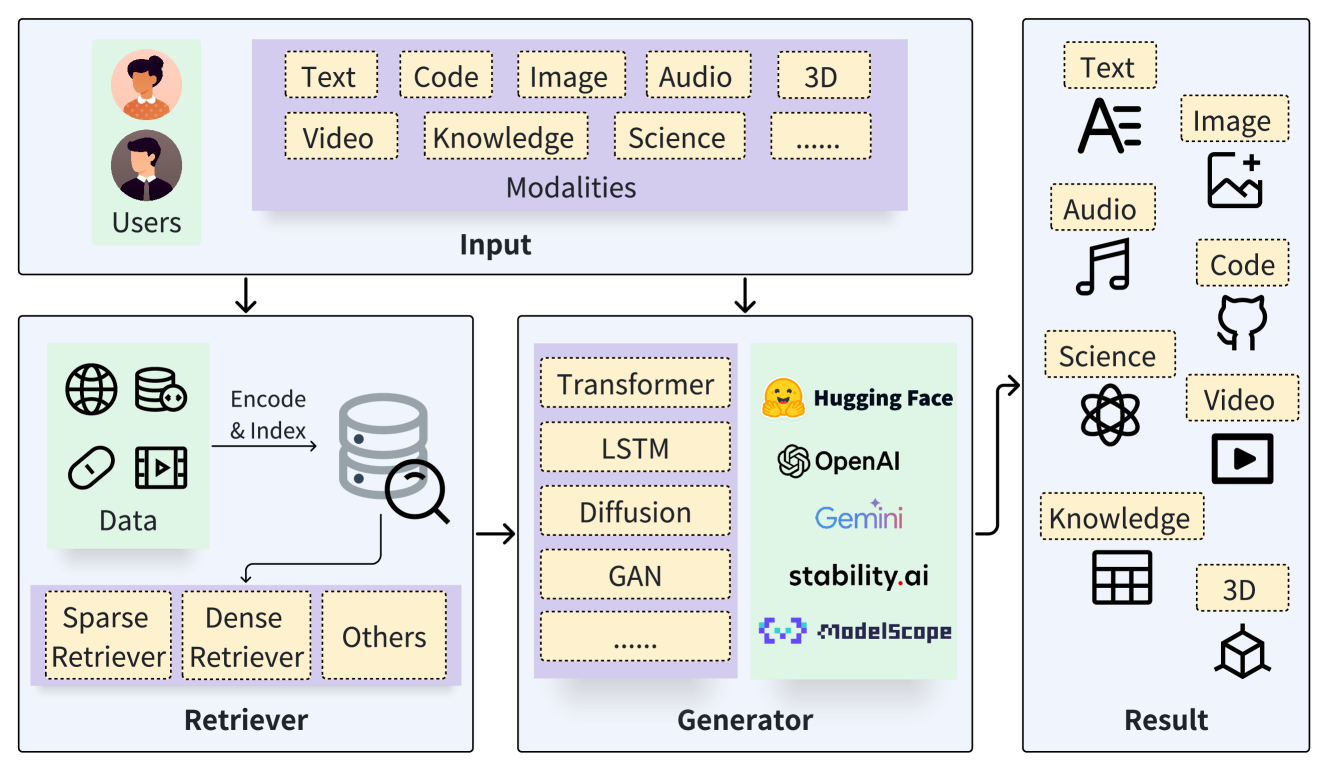 Text Code Image Audio 3D
Video Knowledge Science ......
Modalities
Users
Input
Encode
& Index
Data
Sparse
Retriever
Dense
Retriever
Others
Retriever
Transformer
LSTM
Diffusion
GAN
......
Hugging Face
OpenAI
Gemini
stability.ai
ModelScope
Generator
Text
Image
Audio
Code
Science
Video
Knowledge
3D
Result